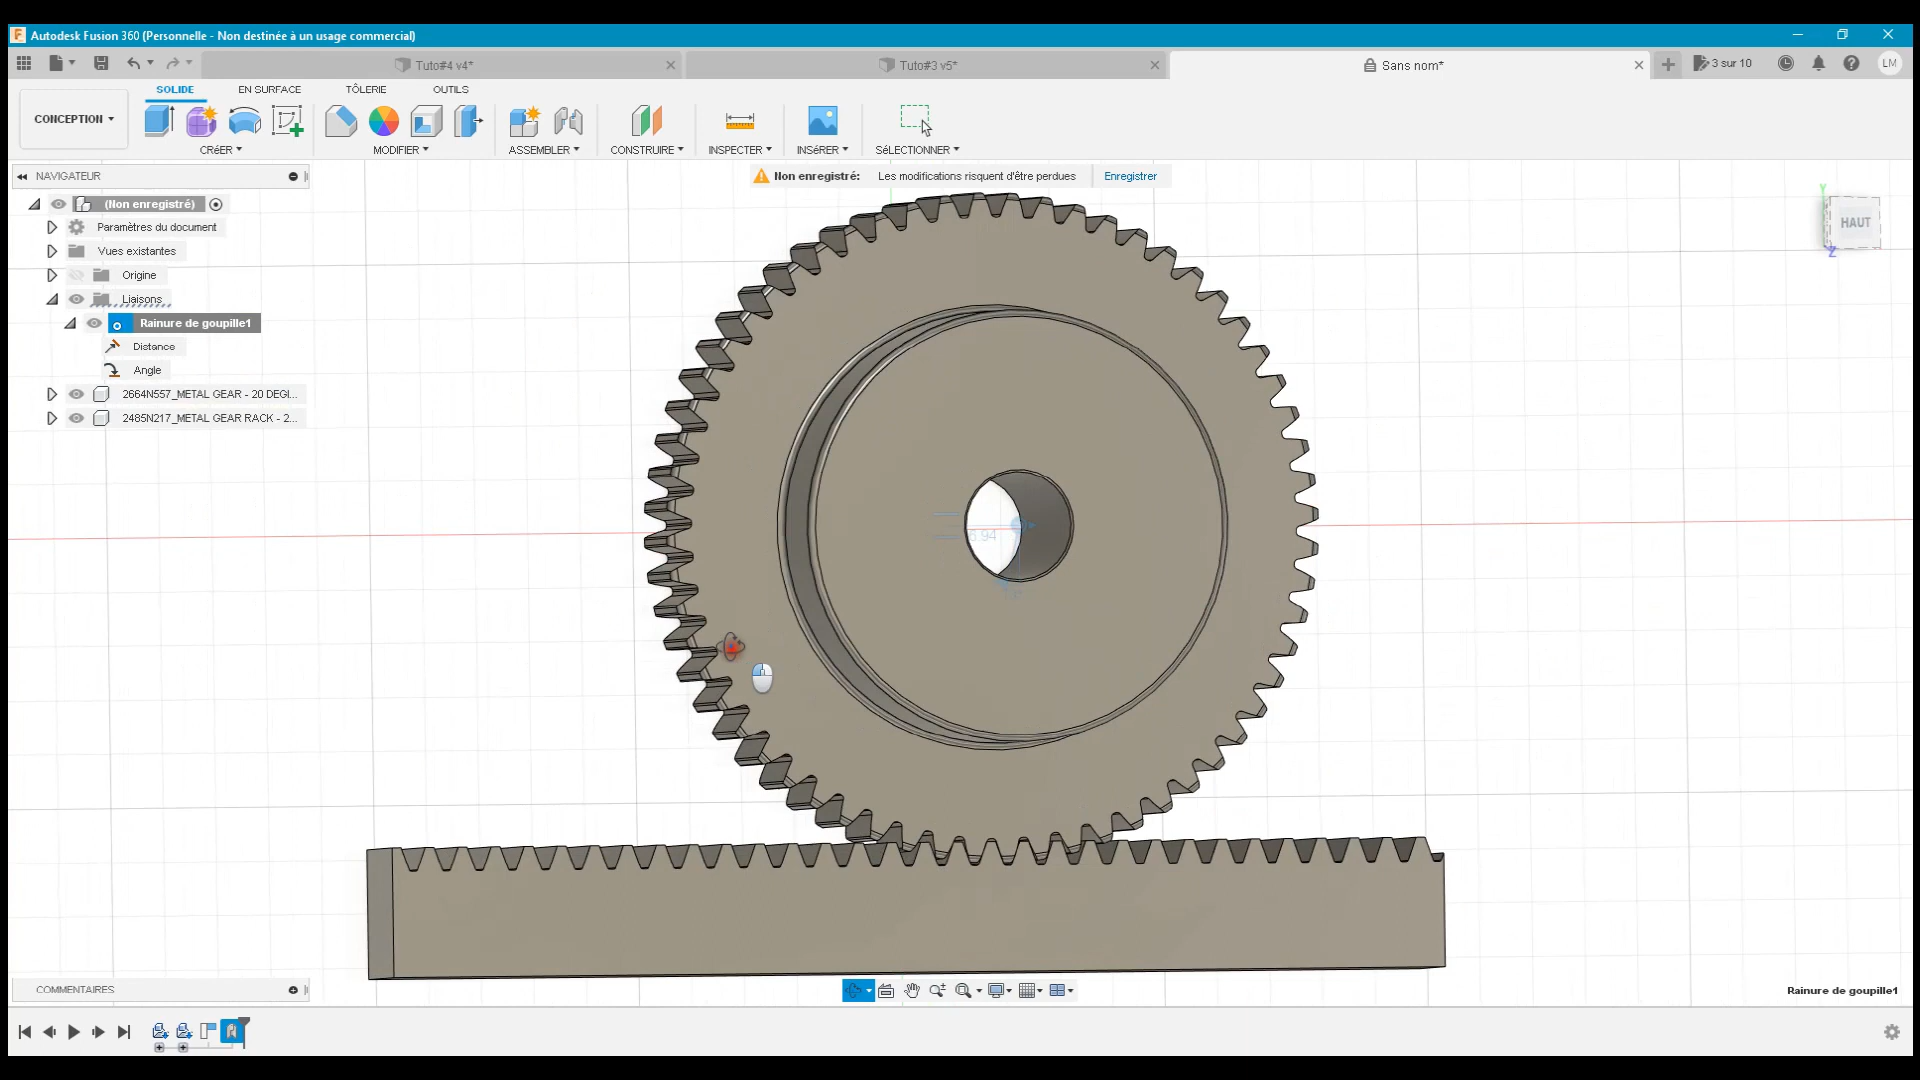 Autodesk Fusion 360 (Personnelle - Non destinée à un usage commercial)
Tuto#4 v4*
Tuto#3 v5*
Sans nom*
3 sur 10
LM
CONCEPTION
SOLIDE
EN SURFACE
TÔLERIE
OUTILS
CRéER
MODIFIER
ASSEMBLER
CONSTRUIRE
INSPECTER
INSéRER
SéLECTIONNER
NAVIGATEUR
Non enregistré: Les modifications risquent d'être perdues Enregistrer
(Non enregistré)
Paramètres du document
Vues existantes
Origine
Liaisons
Rainure de goupille1
Distance
Angle
2664N557_METAL GEAR - 20 DEG...
2485N217_METAL GEAR RACK - 2...
HAUT
Y
Z
6.94
COMMENTAIRES
Rainure de goupille1